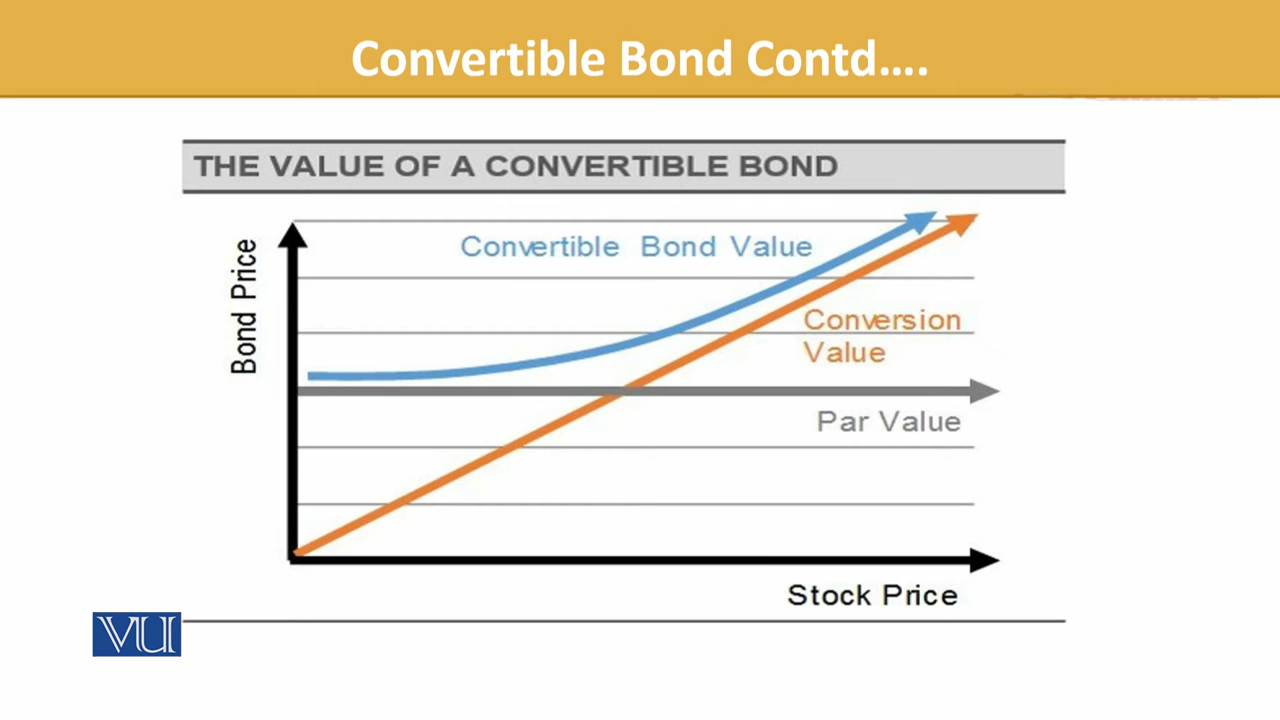 Convertible Bond Contd….
THE VALUE OF A CONVERTIBLE BOND
Bond Price
Convertible Bond Value
Conversion
Value
Par Value
Stock Price
VU